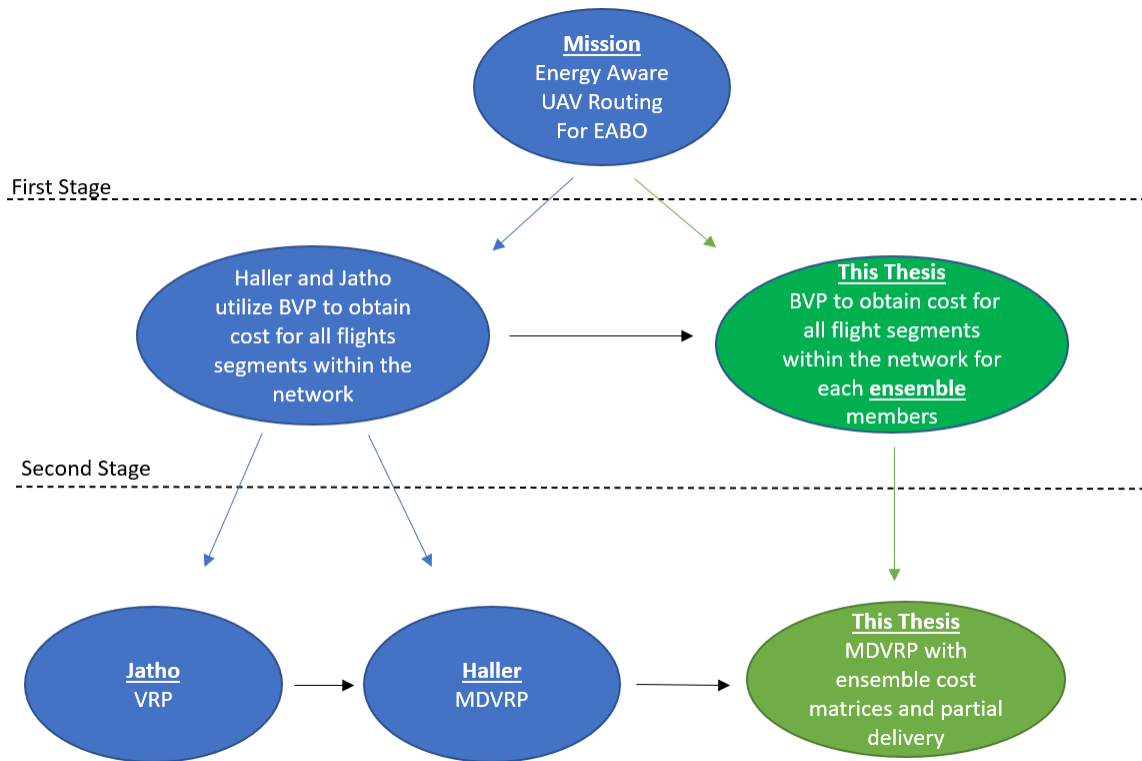 Mission
Energy Aware
UAV Routing
For EABO
First Stage
Haller and Jatho
utilize BVP to obtain
cost for all flights
segments within the
network
This Thesis
BVP to obtain cost for
all flight segments
within the network for
each ensemble
members
Second Stage
Jatho
VRP
Haller
MDVRP
This Thesis
MDVRP with
ensemble cost
matrices and partial
delivery